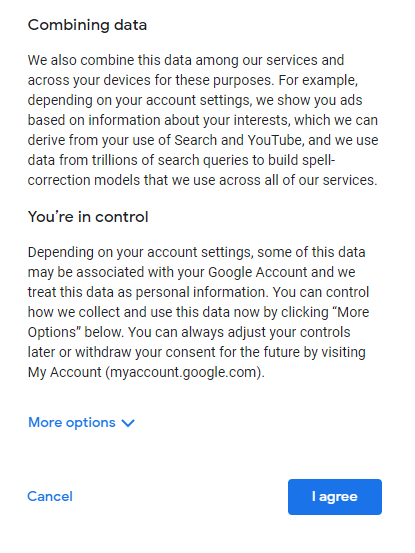 Combining data
We also combine this data among our services and
across your devices for these purposes. For example,
depending on your account settings, we show you ads
based on information about your interests, which we can
derive from your use of Search and YouTube, and we use
data from trillions of search queries to build spell-
correction models that we use across all of our services.
You're in control
Depending on your account settings, some of this data
may be associated with your Google Account and we
treat this data as personal information. You can control
how we collect and use this data now by clicking “More
Options” below. You can always adjust your controls
later or withdraw your consent for the future by visiting
My Account (myaccount.google.com).
More options
Cancel
I agree